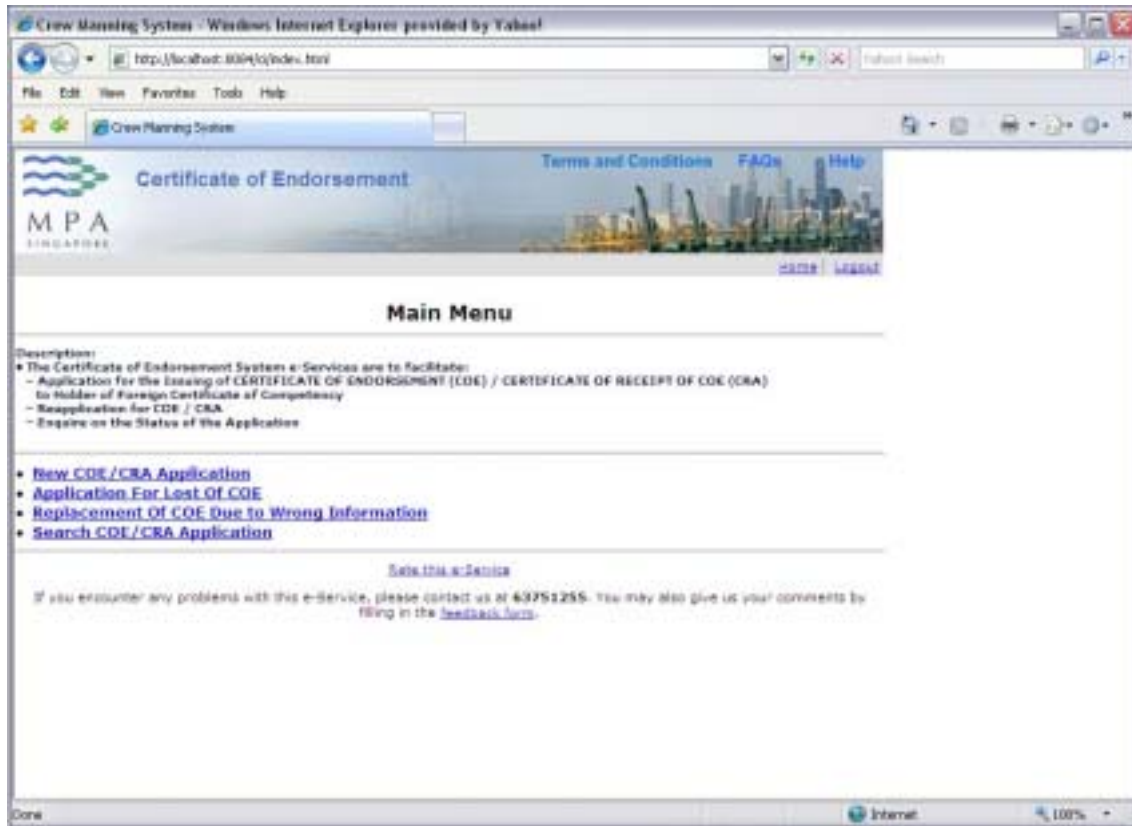 Crew Manning System - Windows Internet Explorer provided by Yahoo!
File Edit View Favorites Tools Help
Crew Manning System
Terms and Conditions FAQs Help
Certificate of Endorsement
MPA
SINGAPORE
Home Logout
Main Menu
Description:
• The Certificate of Endorsement System e-Services are to facilitate:
- Application for the Issuing of CERTIFICATE OF ENDORSEMENT (COE) / CERTIFICATE OF RECEIPT OF COE (CRA)
to Holder of Foreign Certificate of Competency
- Reapplication for COE / CRA
- Enquire on the Status of the Application
• New COE/CRA Application
• Application For Lost Of COE
• Replacement Of COE Due to Wrong Information
• Search COE/CRA Application
Rate this e-Service
If you encounter any problems with this e-Service, please contact us at 63751255. You may also give us your comments by
filling in the feedback form.
Done Internet 100%